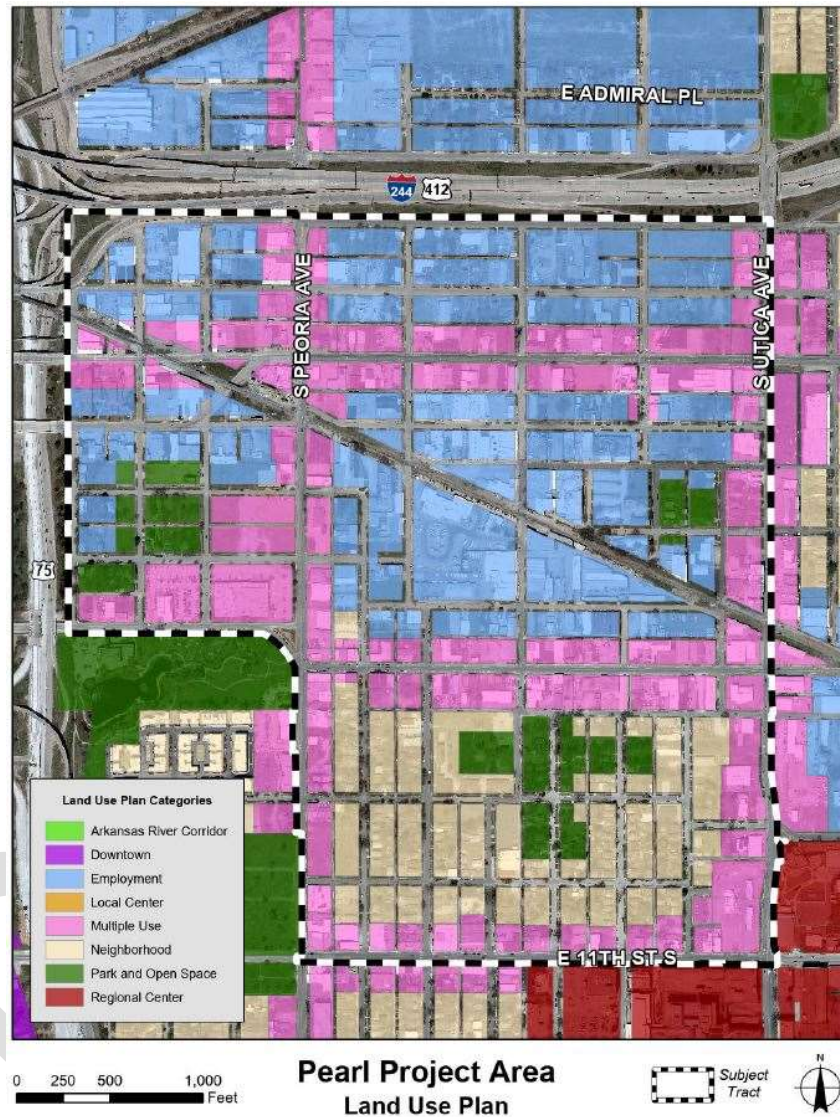 E ADMIRAL PL
244 412
S PEORIA AVE
S UTICA AVE
75
Land Use Plan Categories
Arkansas River Corridor
Downtown
Employment
Local Center
Multiple Use
Neighborhood
Park and Open Space
Regional Center
E 11TH ST S
0 250 500 1,000
Feet
Pearl Project Area
Land Use Plan
Subject
Tract
N